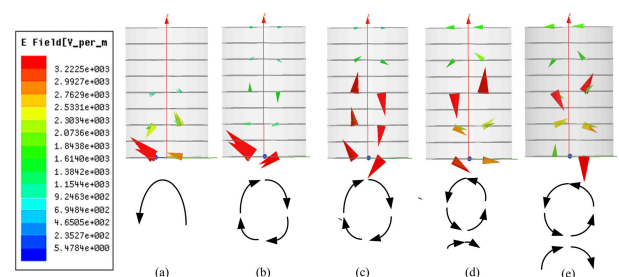 E Field[V_per_m
3.2225e+003
2.9927e+003
2.7629e+003
2.5331e+003
2.3034e+003
2.0736e+003
1.8438e+003
1.6140e+003
1.3842e+003
1.1544e+003
9.2463e+002
6.9484e+002
4.6505e+002
2.3527e+002
5.4784e+000
(a) (b) (c) (d) (e)